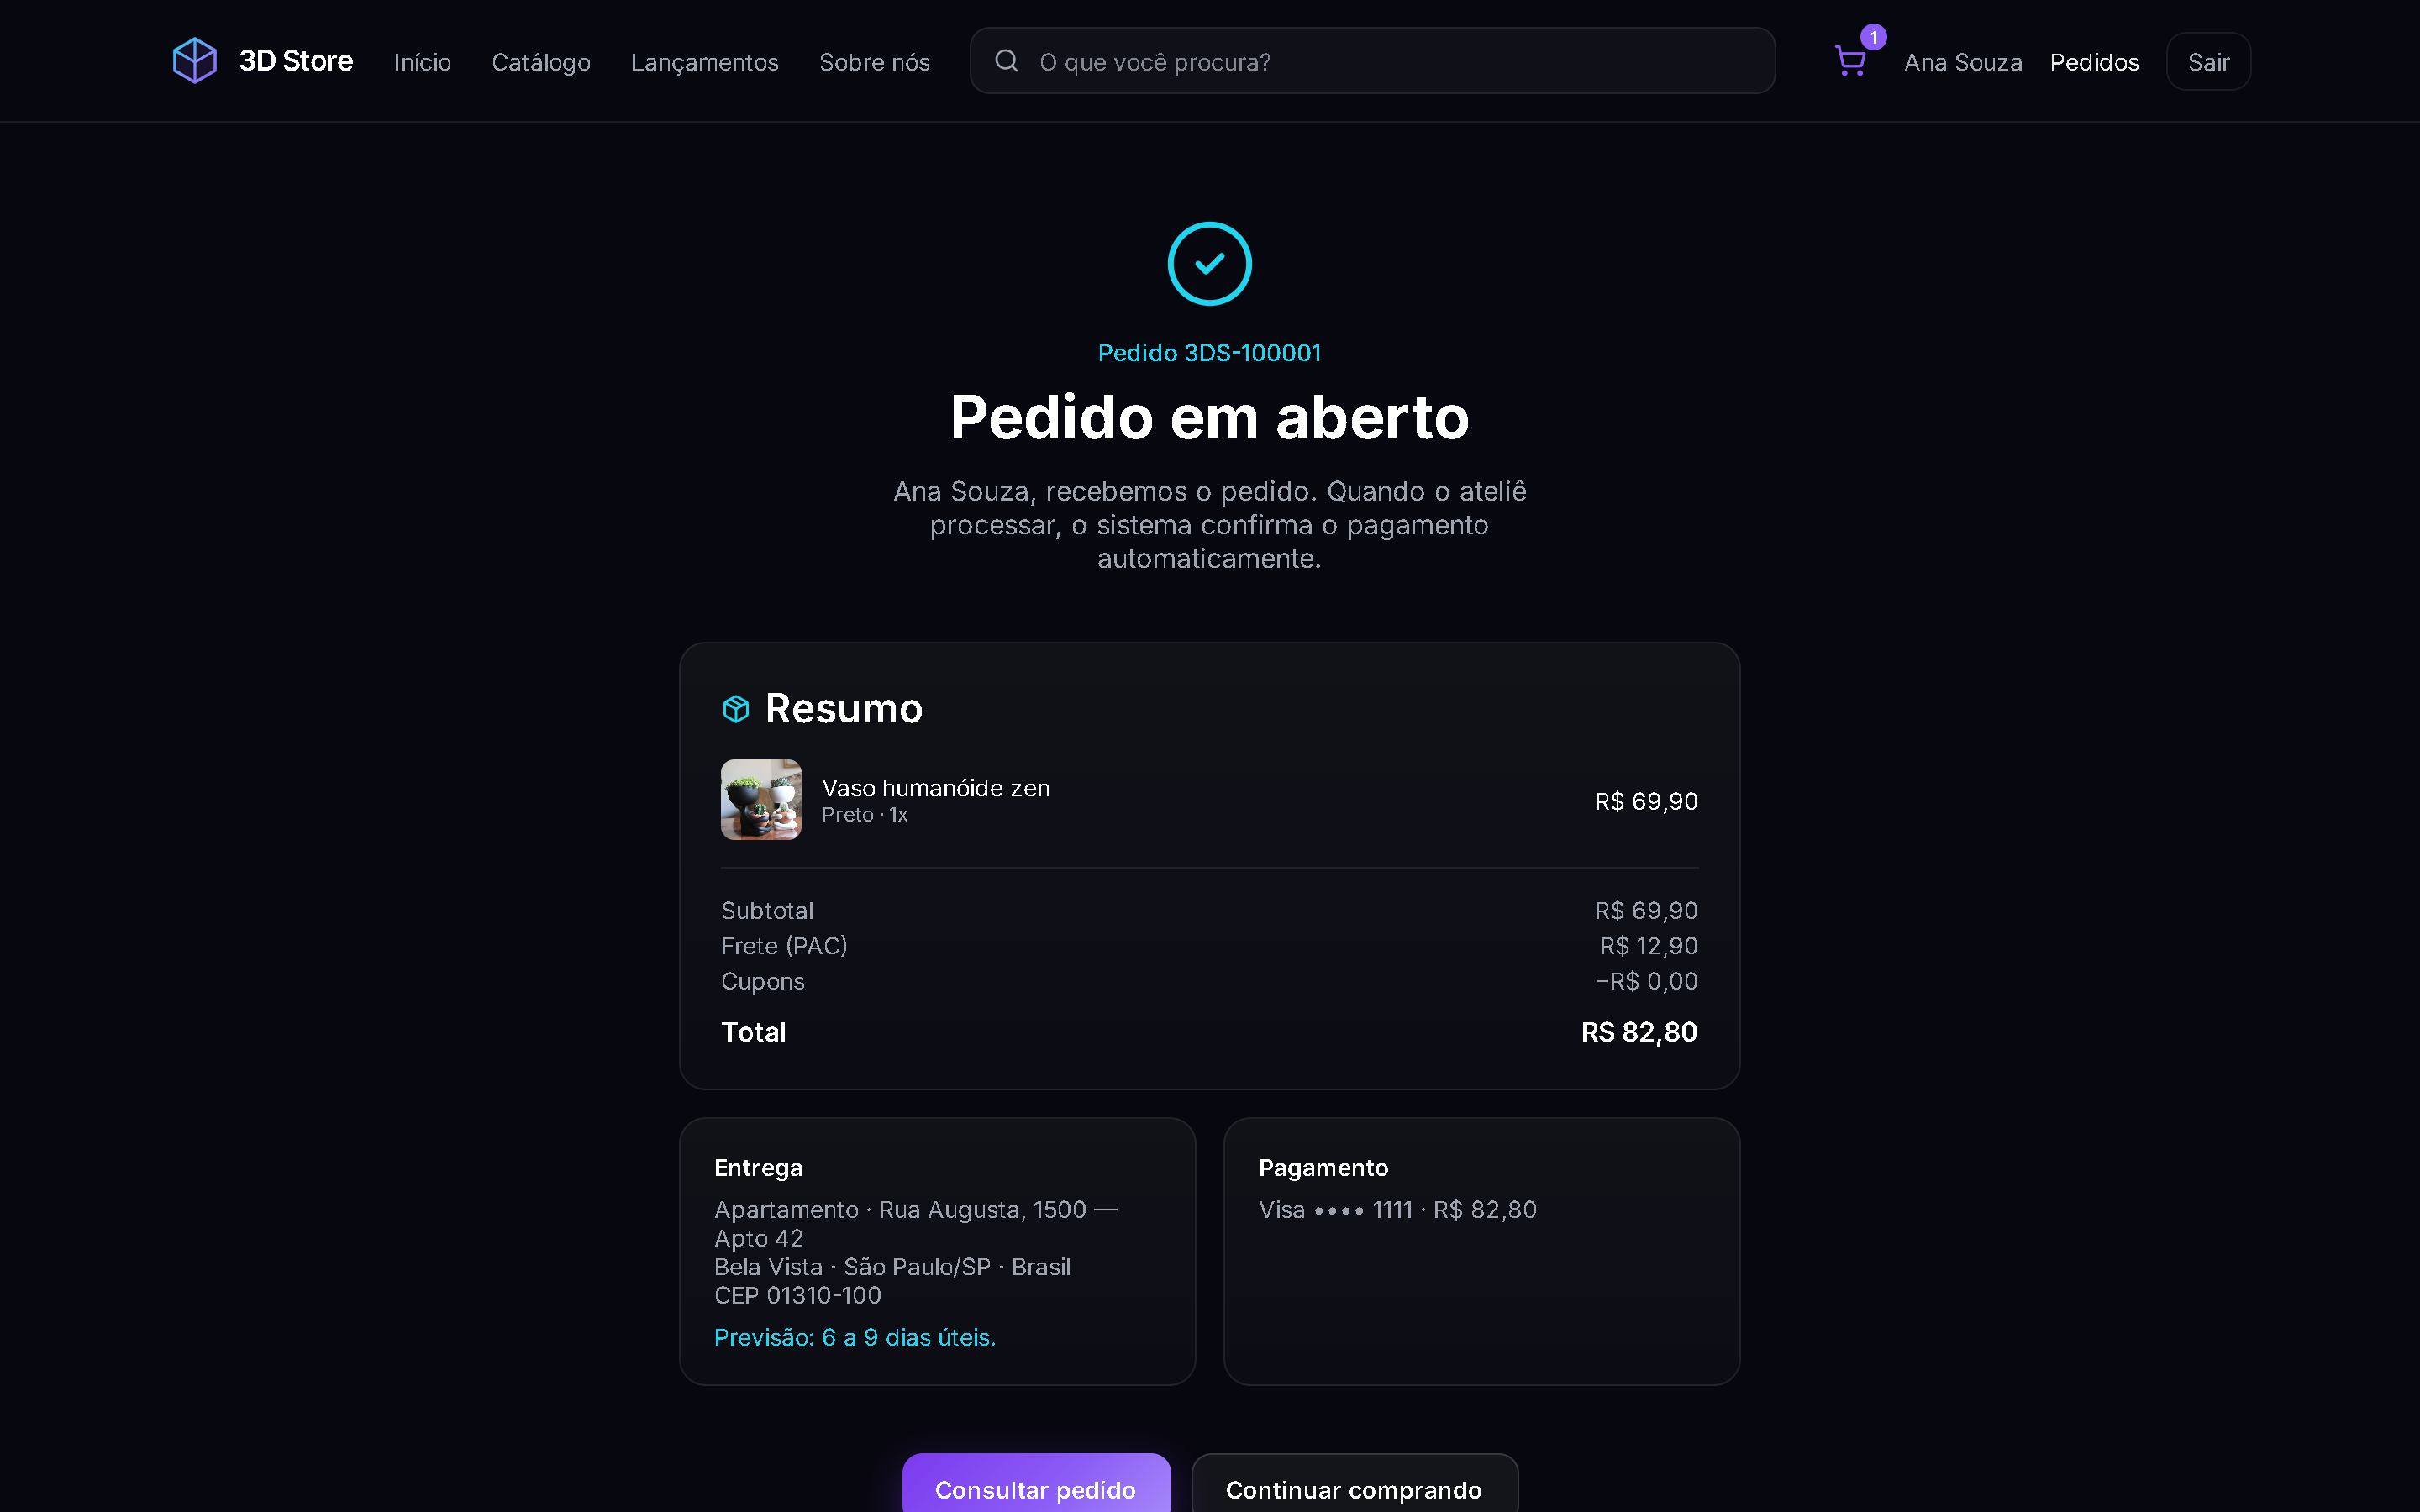 3D Store
Início
Catálogo
Lançamentos
Sobre nós
O que você procura?
1
Ana Souza
Pedidos
Sair
Pedido 3DS-100001
Pedido em aberto
Ana Souza, recebemos o pedido. Quando o ateliê
processar, o sistema confirma o pagamento
automaticamente.
Resumo
Vaso humanóide zen
Preto · 1x
R$ 69,90
Subtotal
R$ 69,90
Frete (PAC)
R$ 12,90
Cupons
−R$ 0,00
Total
R$ 82,80
Entrega
Apartamento · Rua Augusta, 1500 —
Apto 42
Bela Vista · São Paulo/SP · Brasil
CEP 01310-100
Previsão: 6 a 9 dias úteis.
Pagamento
Visa •••• 1111 · R$ 82,80
Consultar pedido
Continuar comprando